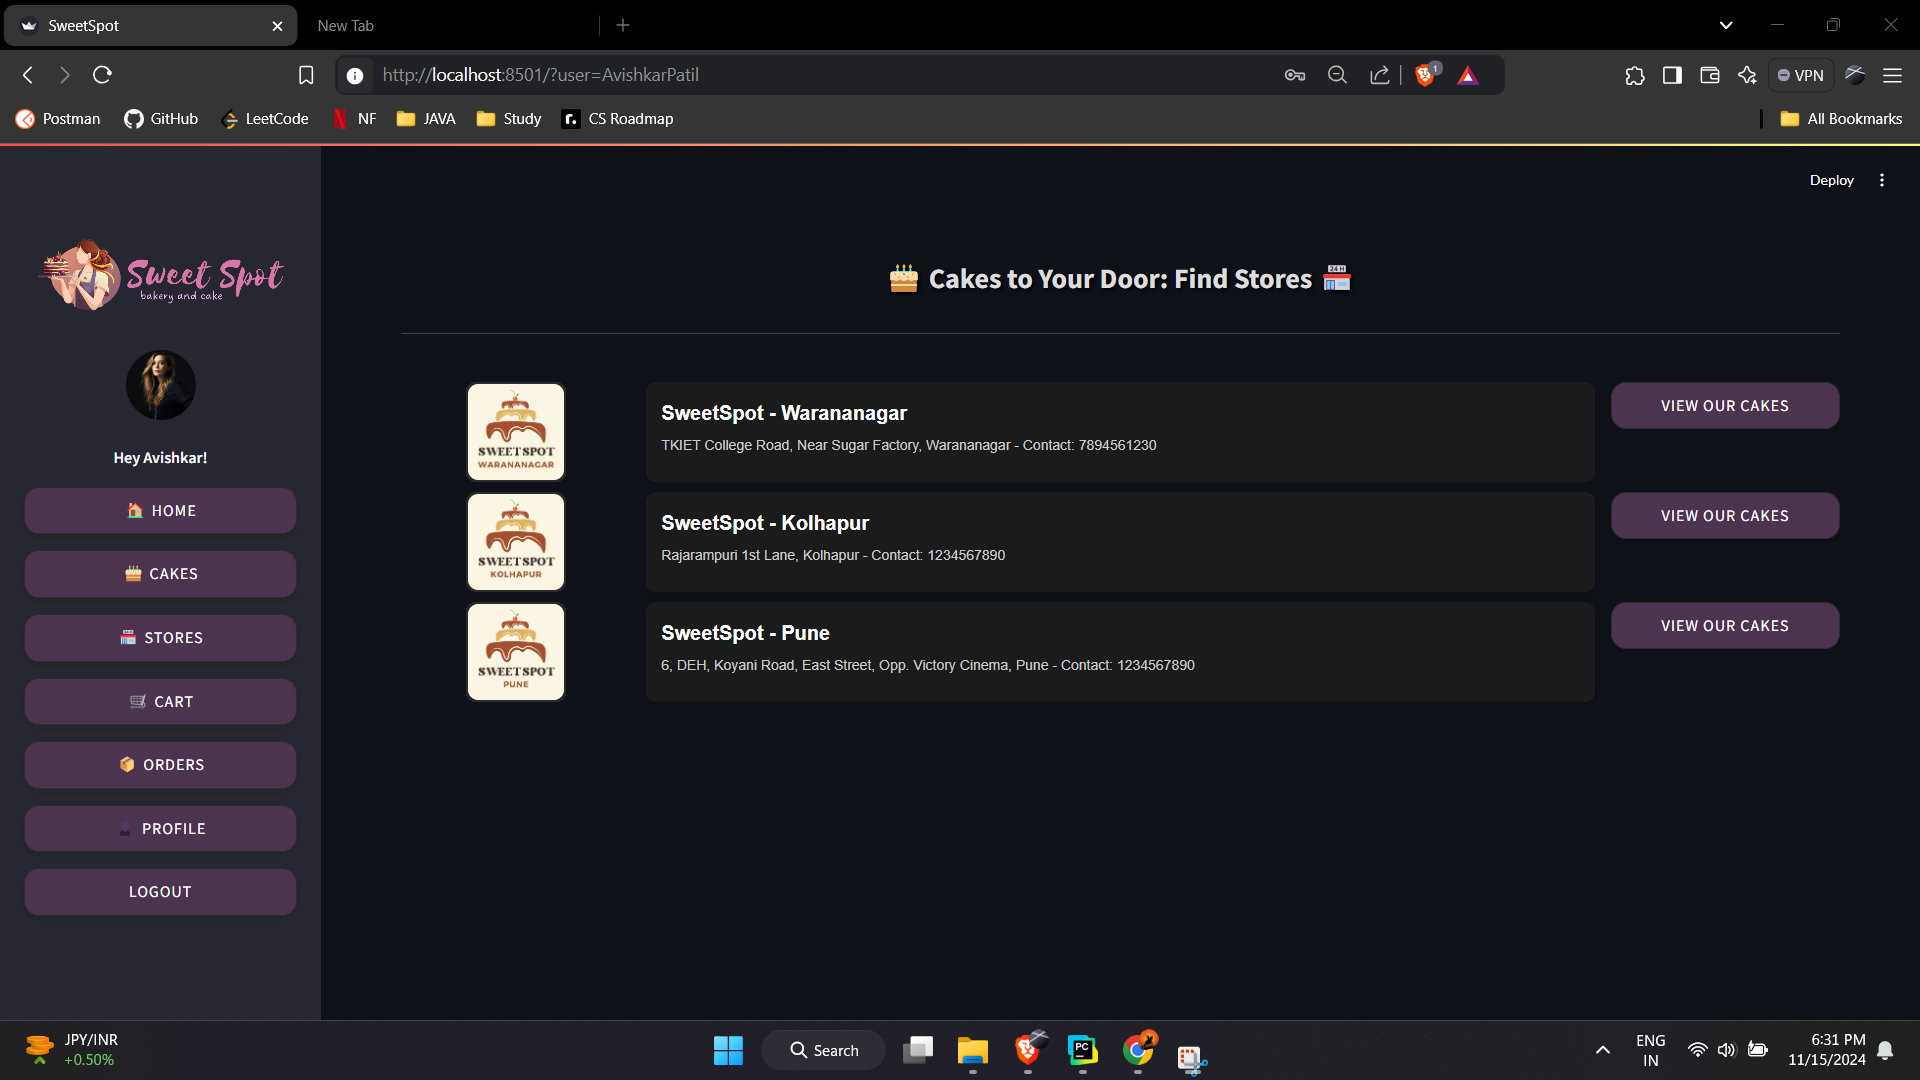 SweetSpot
New Tab
http://localhost:8501/?user=AvishkarPatil
1
VPN
Postman
GitHub
LeetCode
NF
JAVA
Study
r.
CS Roadmap
All Bookmarks
Deploy
Sweet Spot
bakery and cake
Hey Avishkar!
HOME
CAKES
STORES
CART
ORDERS
PROFILE
LOGOUT
🎂 Cakes to Your Door: Find Stores 🏪
SWEETSPOT
WARANANAGAR
SweetSpot - Warananagar
TKIET College Road, Near Sugar Factory, Warananagar - Contact: 7894561230
VIEW OUR CAKES
SWEETSPOT
KOLHAPUR
SweetSpot - Kolhapur
Rajarampuri 1st Lane, Kolhapur - Contact: 1234567890
VIEW OUR CAKES
SWEETSPOT
PUNE
SweetSpot - Pune
6, DEH, Koyani Road, East Street, Opp. Victory Cinema, Pune - Contact: 1234567890
VIEW OUR CAKES
JPY/INR
+0.50%
Search
PC
ENG
IN
6:31 PM
11/15/2024